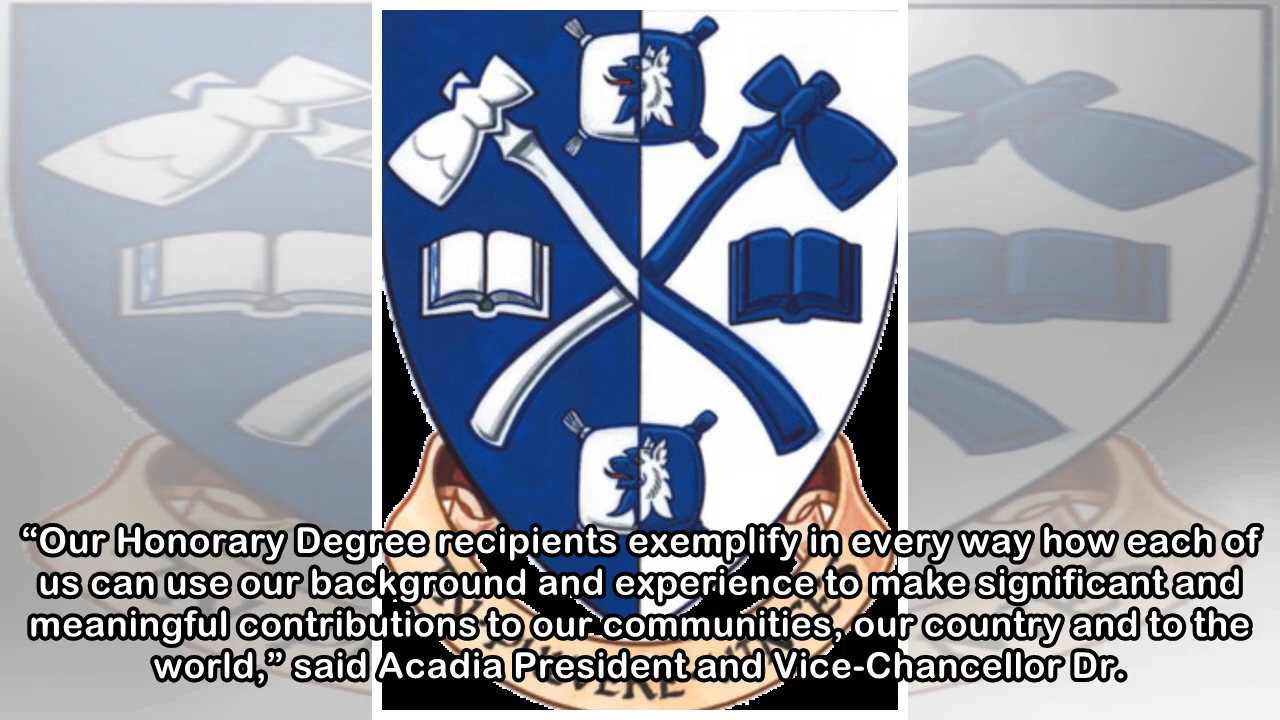 “Our Honorary Degree recipients exemplify in every way how each of
us can use our background and experience to make significant and
meaningful contributions to our communities, our country and to the
world,” said Acadia President and Vice-Chancellor Dr.